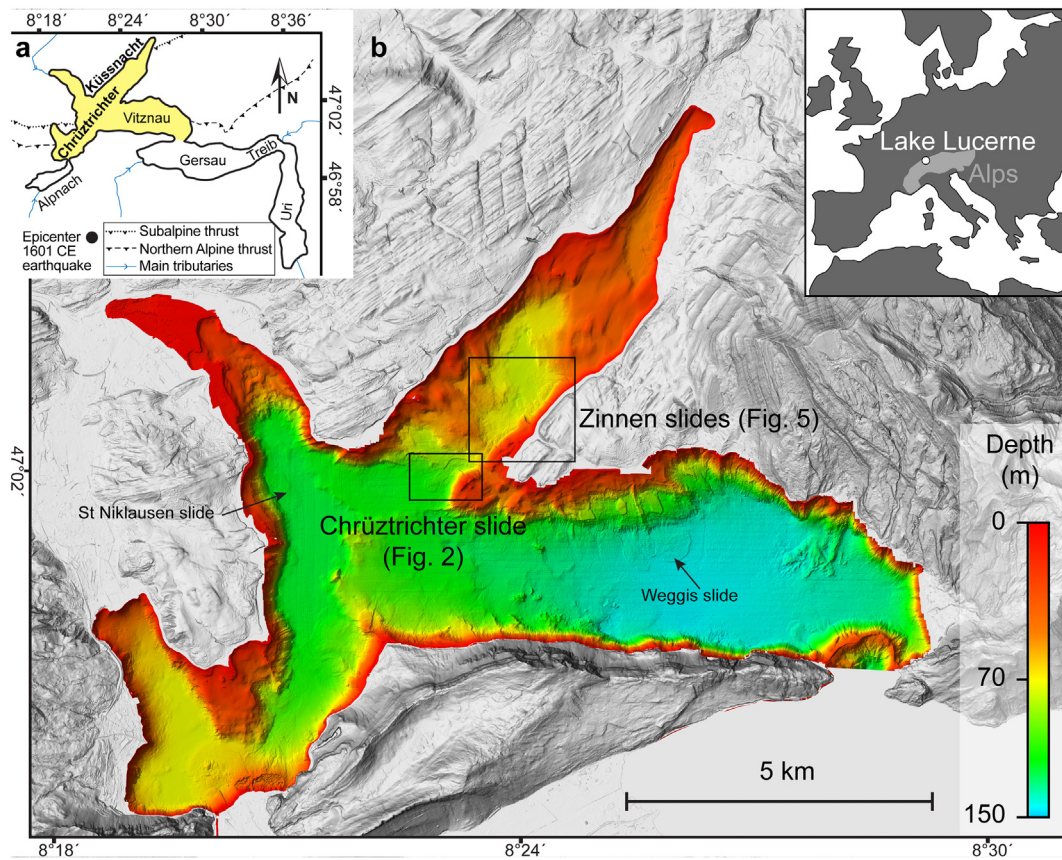 8°18´ 8°24´ 8°30´ 8°36´
a
b
Küssnacht
Chrüztrichter
Vitznau
N
47°02´
46°58´
Gersau
Treib
Alpnach
Uri
Epicenter
1601 CE
earthquake
Subalpine thrust
Northern Alpine thrust
Main tributaries
Lake Lucerne
Alps
Zinnen slides (Fig. 5)
47°02´
St Niklausen slide
Chrüztrichter slide
(Fig. 2)
Weggis slide
Depth
(m)
0
70
150
5 km
8°18´ 8°24´ 8°30´